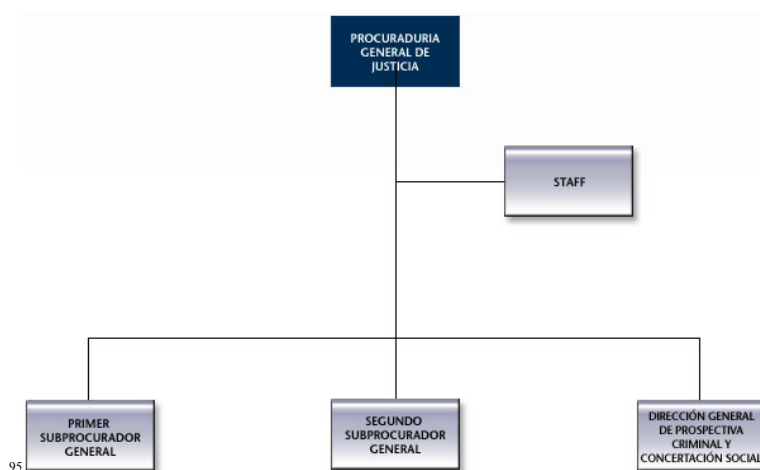 PROCURADURIA
GENERAL DE
JUSTICIA
STAFF
PRIMER
SUBPROCURADOR
GENERAL
SEGUNDO
SUBPROCURADOR
GENERAL
DIRECCIÓN GENERAL
DE PROSPECTIVA
CRIMINAL Y
CONCERTACIÓN SOCIAL
95